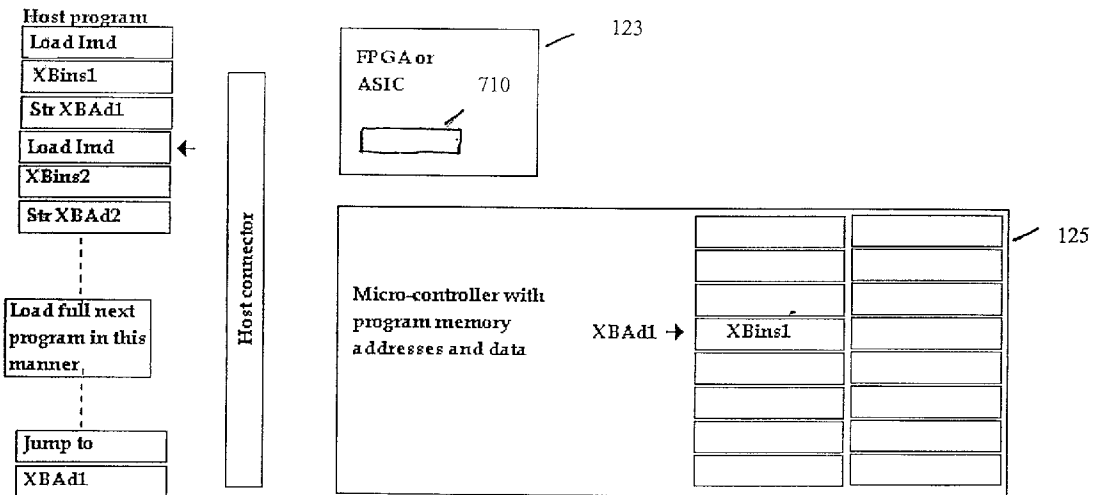 Host program
Load Imd
XBins1
Str XBAd1
Load Imd
XBins2
Str XBAd2
Load full next
program in this
manner
Jump to
XBAd1
Host connector
FPGA or
ASIC
710
123
Micro-controller with
program memory
addresses and data
XBAd1
XBins1
125